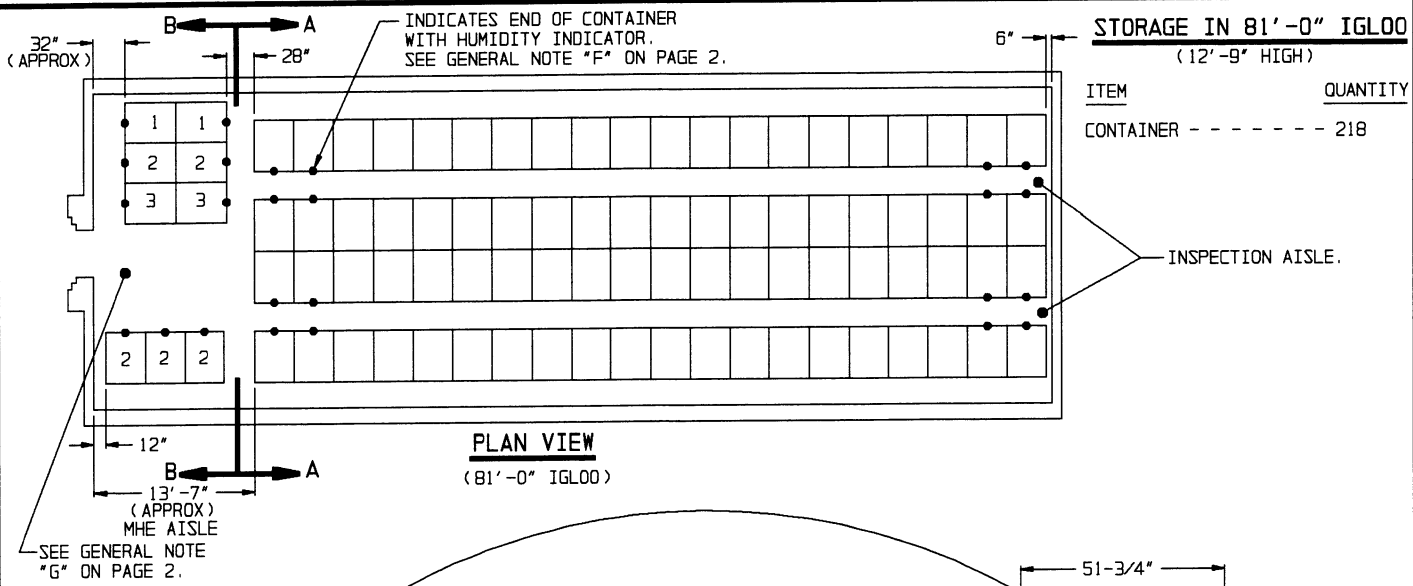 B A
INDICATES END OF CONTAINER
WITH HUMIDITY INDICATOR.
SEE GENERAL NOTE "F" ON PAGE 2.
32"
(APPROX)
28"
6"
STORAGE IN 81'-0" IGLOO
(12'-9" HIGH)
ITEM QUANTITY
CONTAINER - - - - - - - 218
1 1
2 2
3 3
INSPECTION AISLE.
2 2 2
12"
PLAN VIEW
(81'-0" IGLOO)
B A
13'-7"
(APPROX)
MHE AISLE
SEE GENERAL NOTE
"G" ON PAGE 2.
51-3/4"